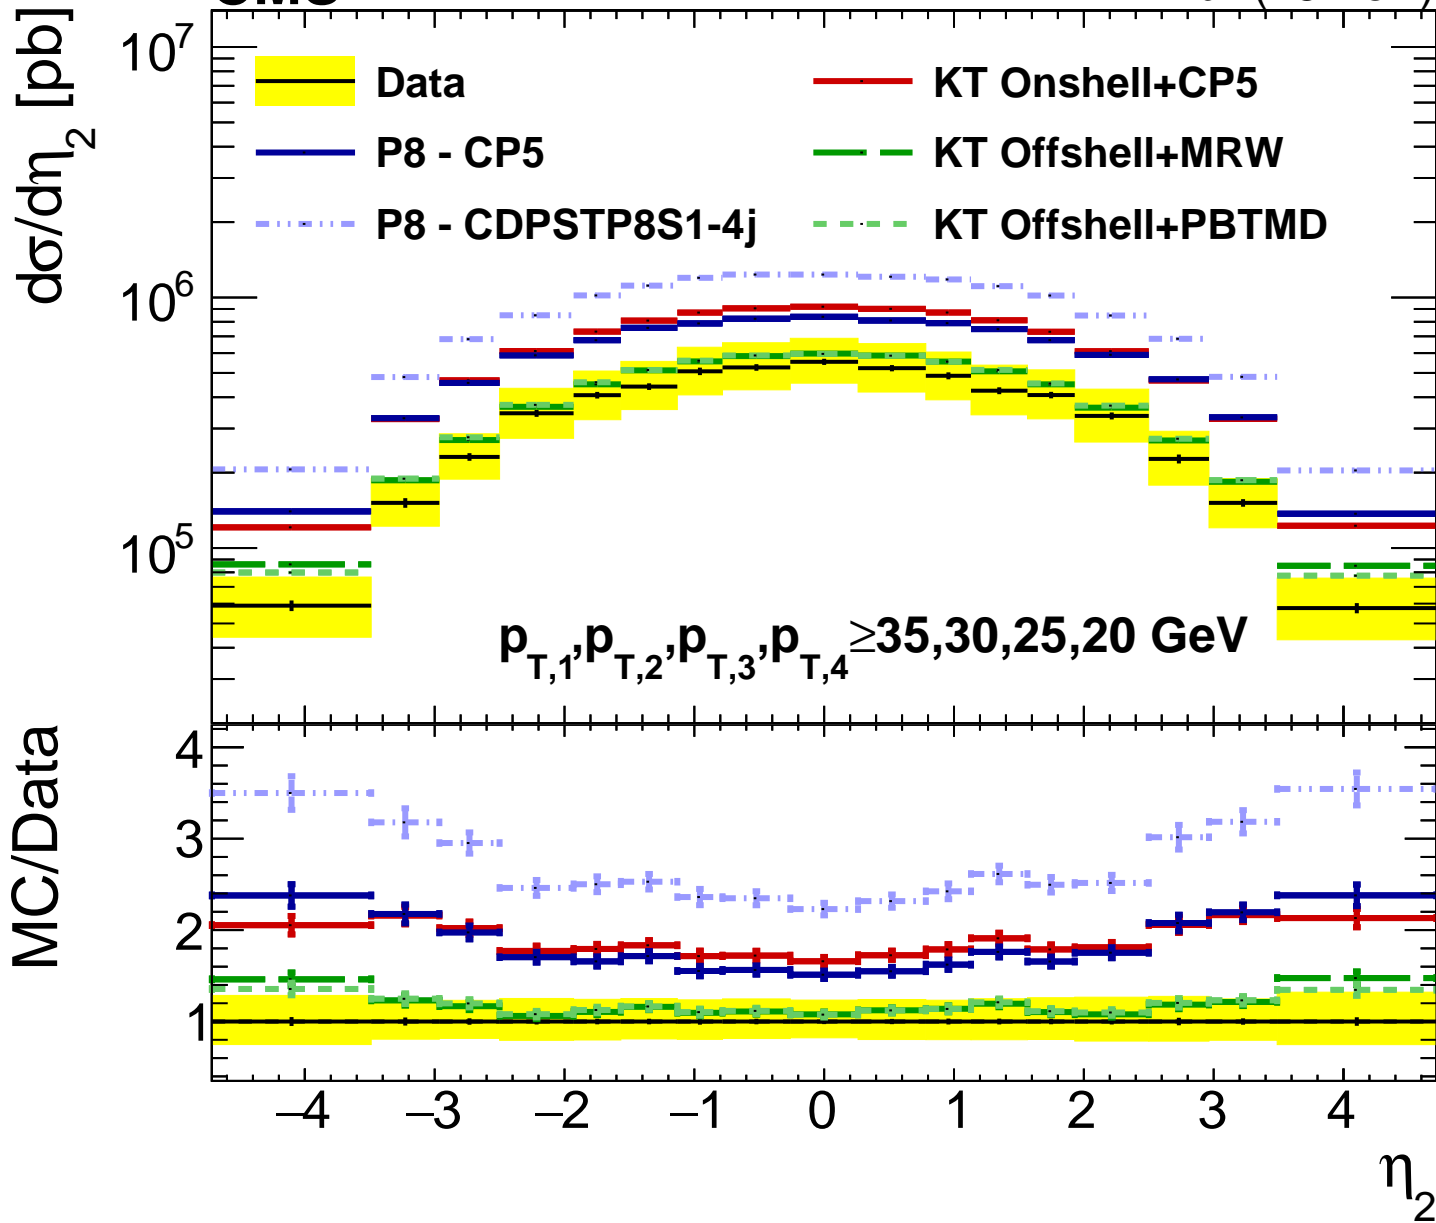 dσ/dη2 [pb]
10^7
10^6
10^5
Data
P8 - CP5
P8 - CDPSTP8S1-4j
KT Onshell+CP5
KT Offshell+MRW
KT Offshell+PBTMD
pT,1,pT,2,pT,3,pT,4≥35,30,25,20 GeV
MC/Data
4
3
2
1
−4 −3 −2 −1 0 1 2 3 4
η2